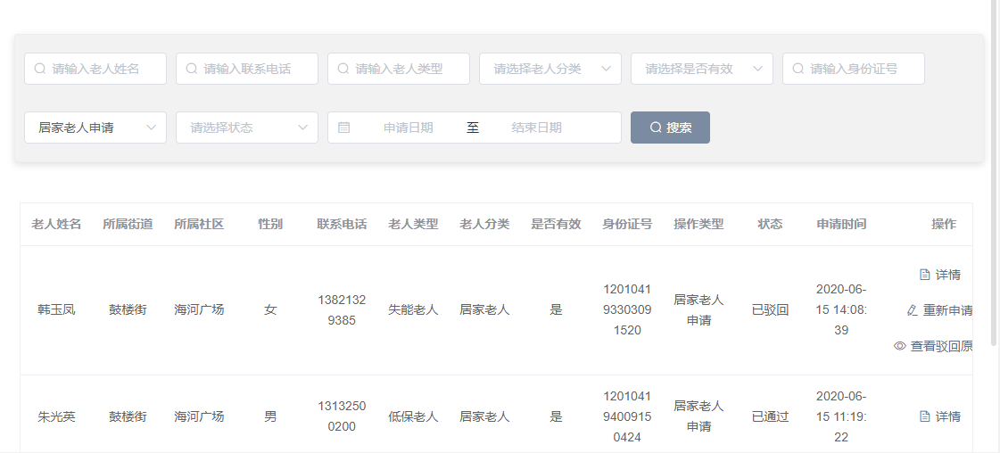 请输入老人姓名 请输入联系电话 请输入老人类型 请选择老人分类 请选择是否有效 请输入身份证号
居家老人申请 请选择状态 申请日期 至 结束日期 搜索
老人姓名 所属街道 所属社区 性别 联系电话 老人类型 老人分类 是否有效 身份证号 操作类型 状态 申请时间 操作
韩玉凤 鼓楼街 海河广场 女 1382132 失能老人 居家老人 是 1201041 居家老人 已驳回 2020-06- 详情
9385 9330309 申请 15 14:08: 重新申请
1520 39 查看驳回原
朱光英 鼓楼街 海河广场 男 1313250 低保老人 居家老人 是 1201041 居家老人 已通过 2020-06- 详情
0200 9400915 申请 15 11:19:
0424 22